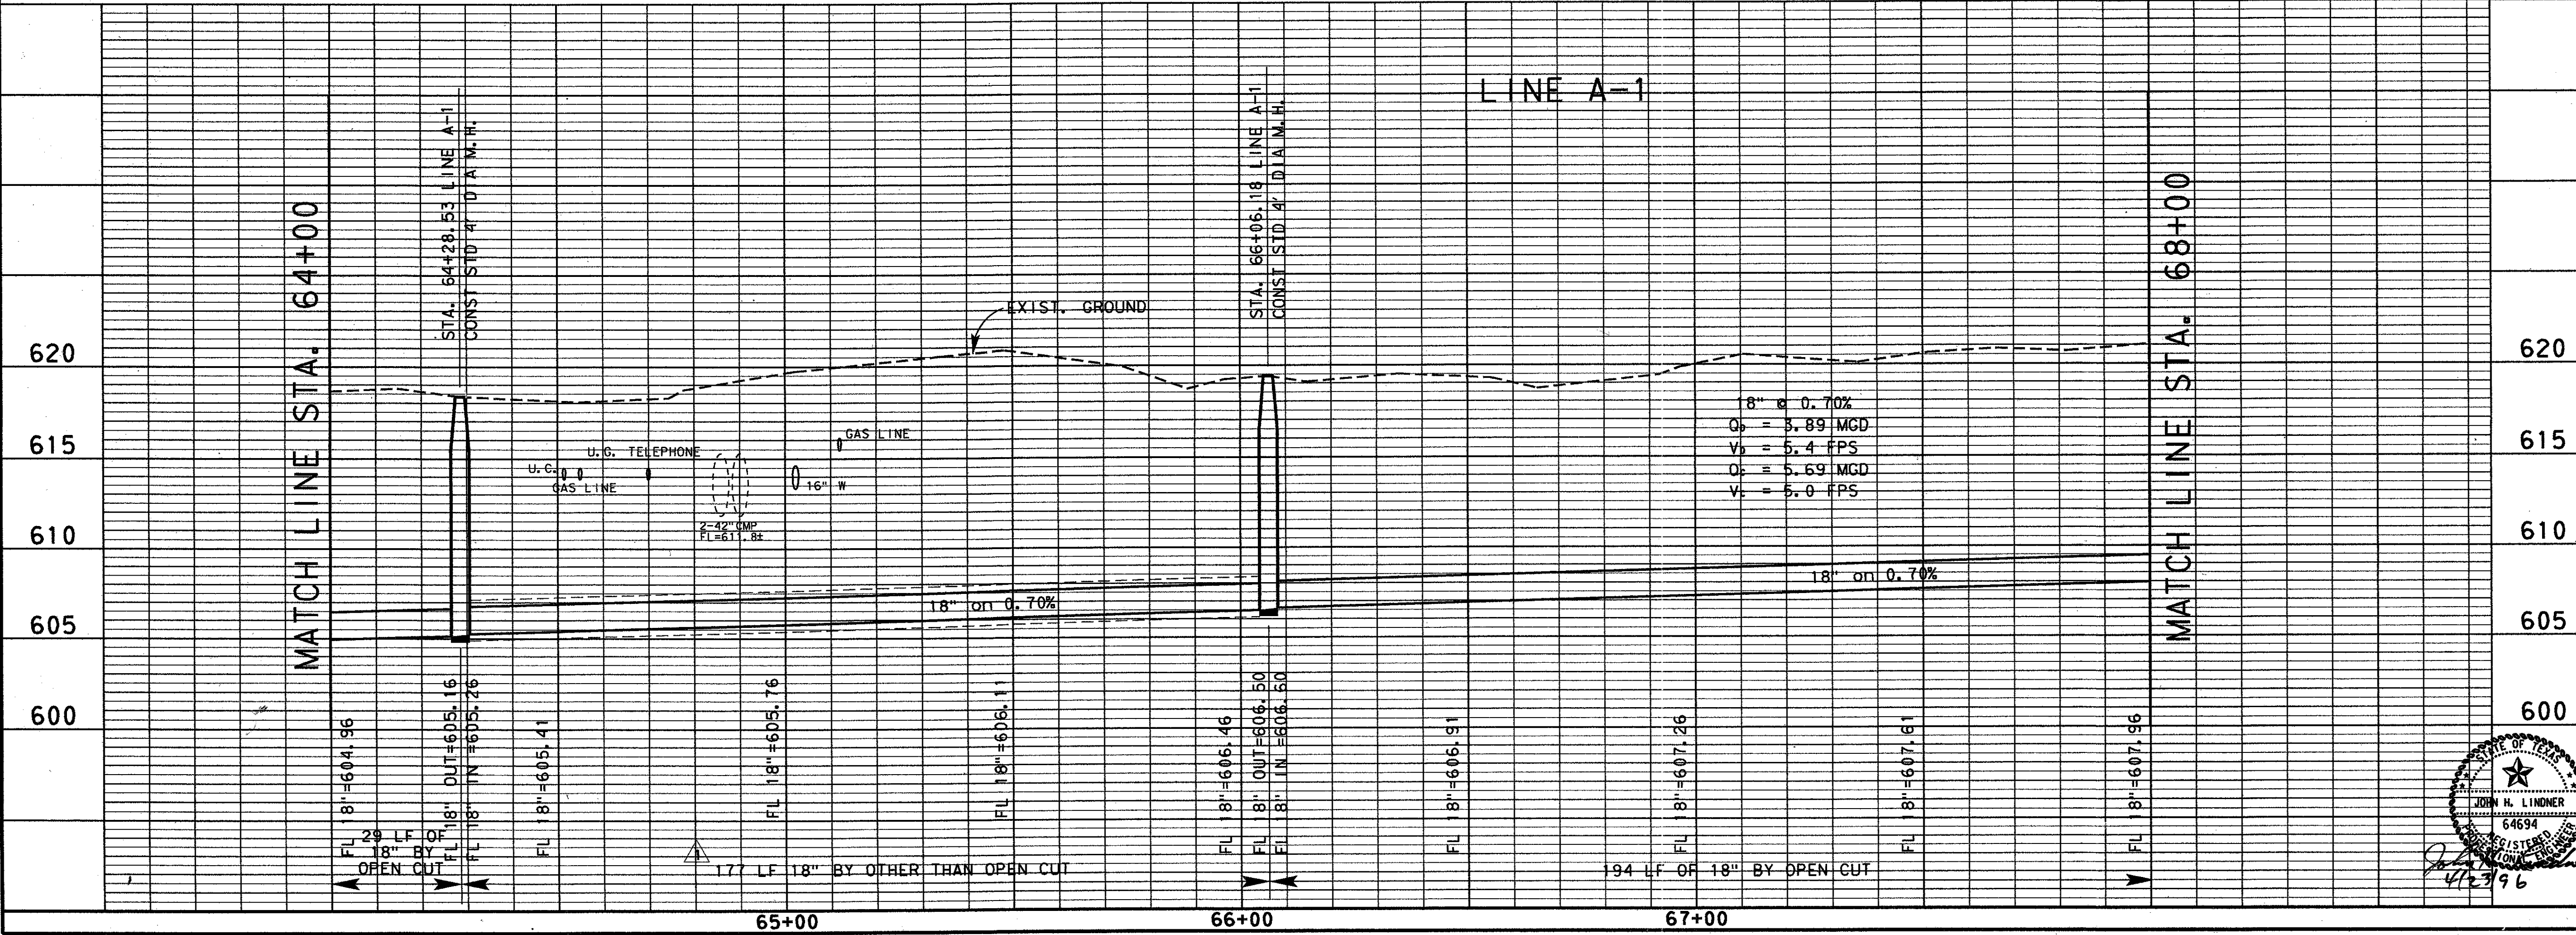 LINE A-1
MATCH LINE STA. 64+00
STA. 64+28.53 LINE A-1
CONST STD 4' DIA M.H.
EXIST. GROUND
STA. 66+06.18 LINE A-1
CONST STD 4' DIA M.H.
MATCH LINE STA. 68+00
620
615
610
605
600
620
615
610
605
600
U.C.
GAS LINE
U.G. TELEPHONE
2-42" CMP
FL=611.8±
16" W
GAS LINE
18" @ 0.70%
Qp = 3.89 MGD
Vp = 5.4 FPS
Qc = 5.69 MGD
Vc = 5.0 FPS
18" on 0.70%
18" on 0.70%
FL 18"=604.96
FL 18" OUT=605.16
FL 18" IN =605.26
FL 18"=605.41
FL 18"=605.76
FL 18"=606.11
FL 18"=606.46
FL 18" OUT=606.50
FL 18" IN =606.60
FL 18"=606.91
FL 18"=607.26
FL 18"=607.61
FL 18"=607.96
29 LF OF
18" BY
OPEN CUT
1
177 LF 18" BY OTHER THAN OPEN CUT
194 LF OF 18" BY OPEN CUT
STATE OF TEXAS
JOHN H. LINDNER
64694
REGISTERED
PROFESSIONAL ENGINEER
4/23/96
65+00
66+00
67+00